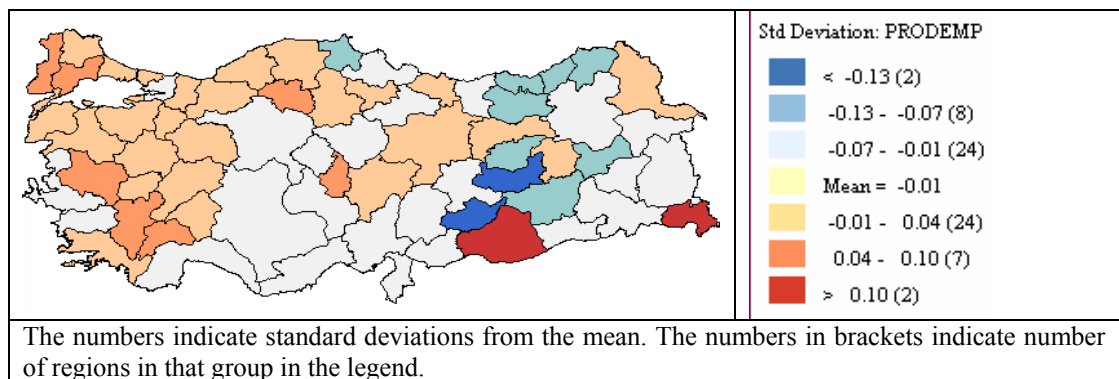 Std Deviation: PRODEMP
< -0.13 (2)
-0.13 - -0.07 (8)
-0.07 - -0.01 (24)
Mean = -0.01
-0.01 - 0.04 (24)
0.04 - 0.10 (7)
> 0.10 (2)
The numbers indicate standard deviations from the mean. The numbers in brackets indicate number
of regions in that group in the legend.